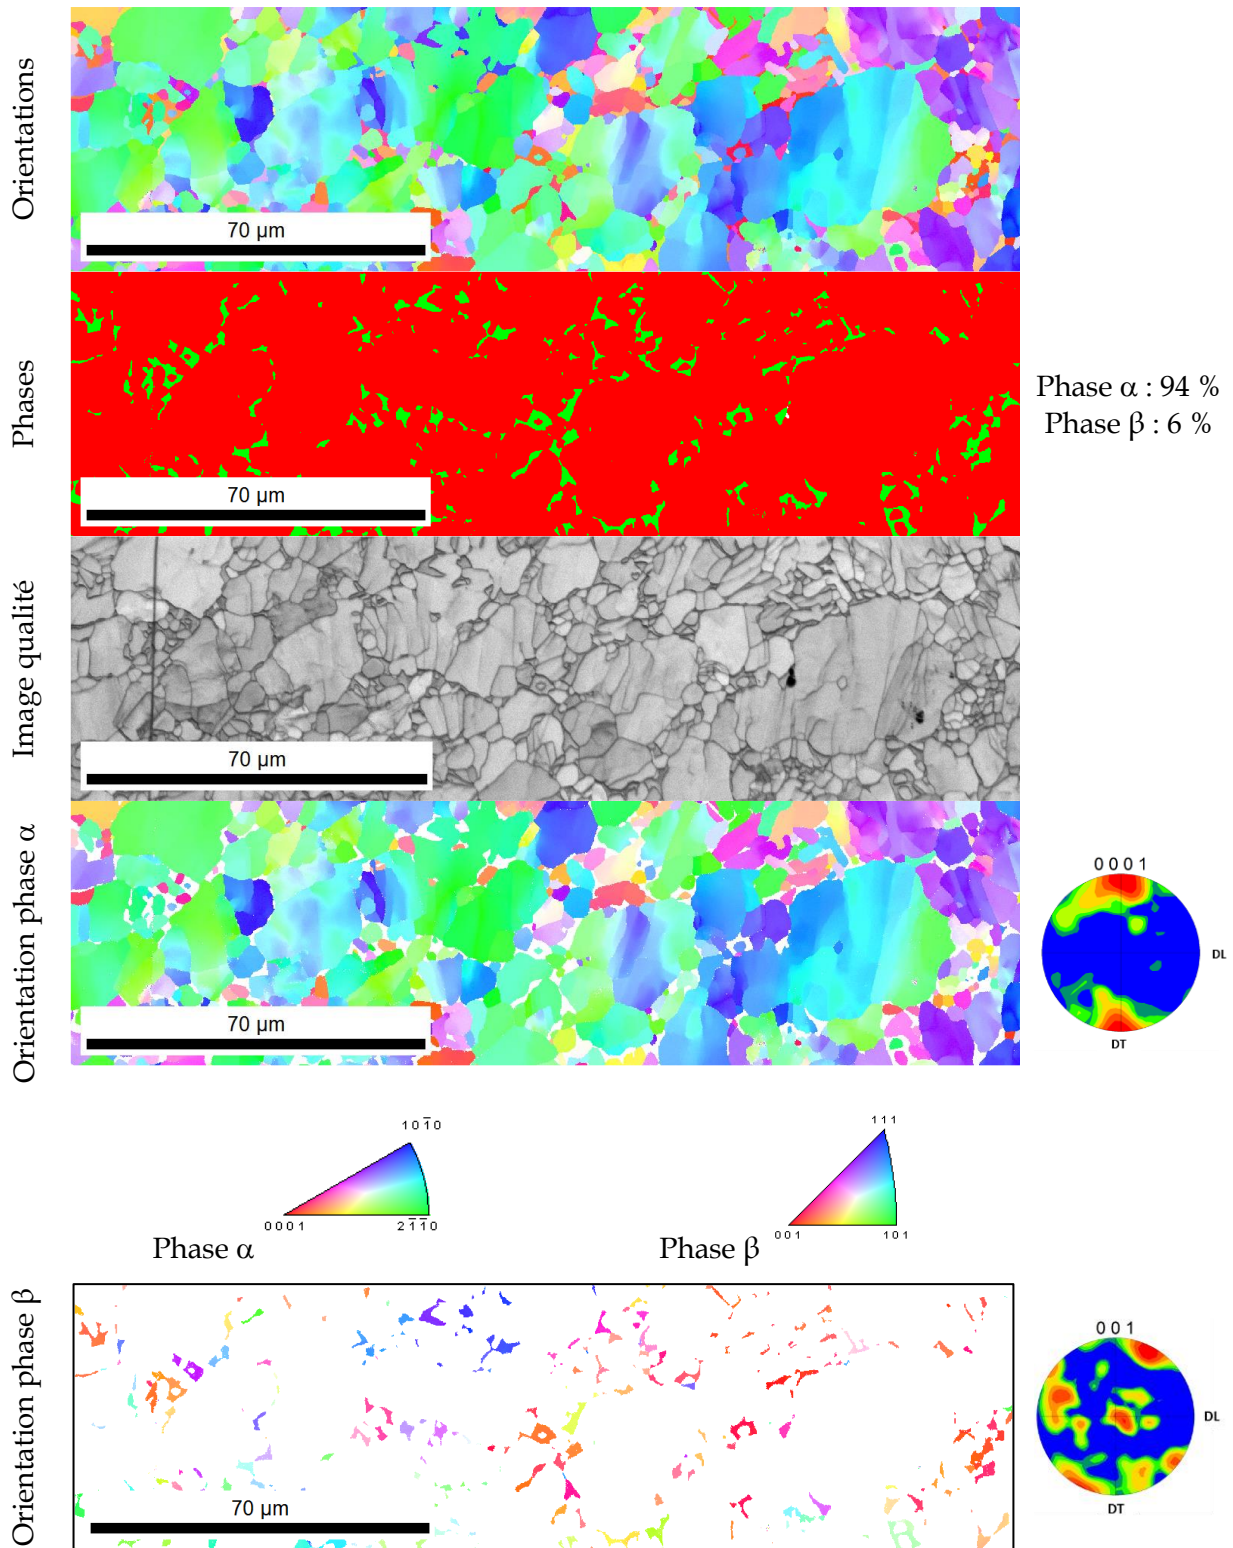 Orientations
70 µm
Phases
70 µm
Phase α : 94 %
Phase β : 6 %
Image qualité
70 µm
Orientation phase α
70 µm
0 0 0 1
DL
DT
1 0 1̅ 0
0 0 0 1
2 1̅ 1̅ 0
Phase α
1 1 1
0 0 1
1 0 1
Phase β
Orientation phase β
70 µm
0 0 1
DL
DT